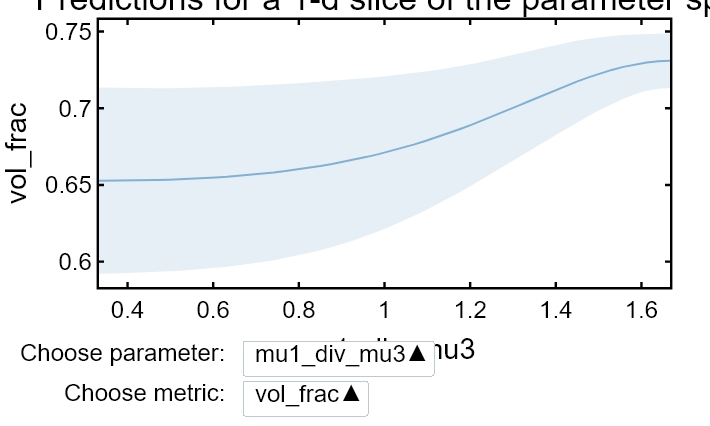 Predictions for a 1-d slice of the parameter sp
0.75
0.7
0.65
0.6
vol_frac
0.4 0.6 0.8 1 1.2 1.4 1.6
Choose parameter: mu1_div_mu3▲
Choose metric: vol_frac▲